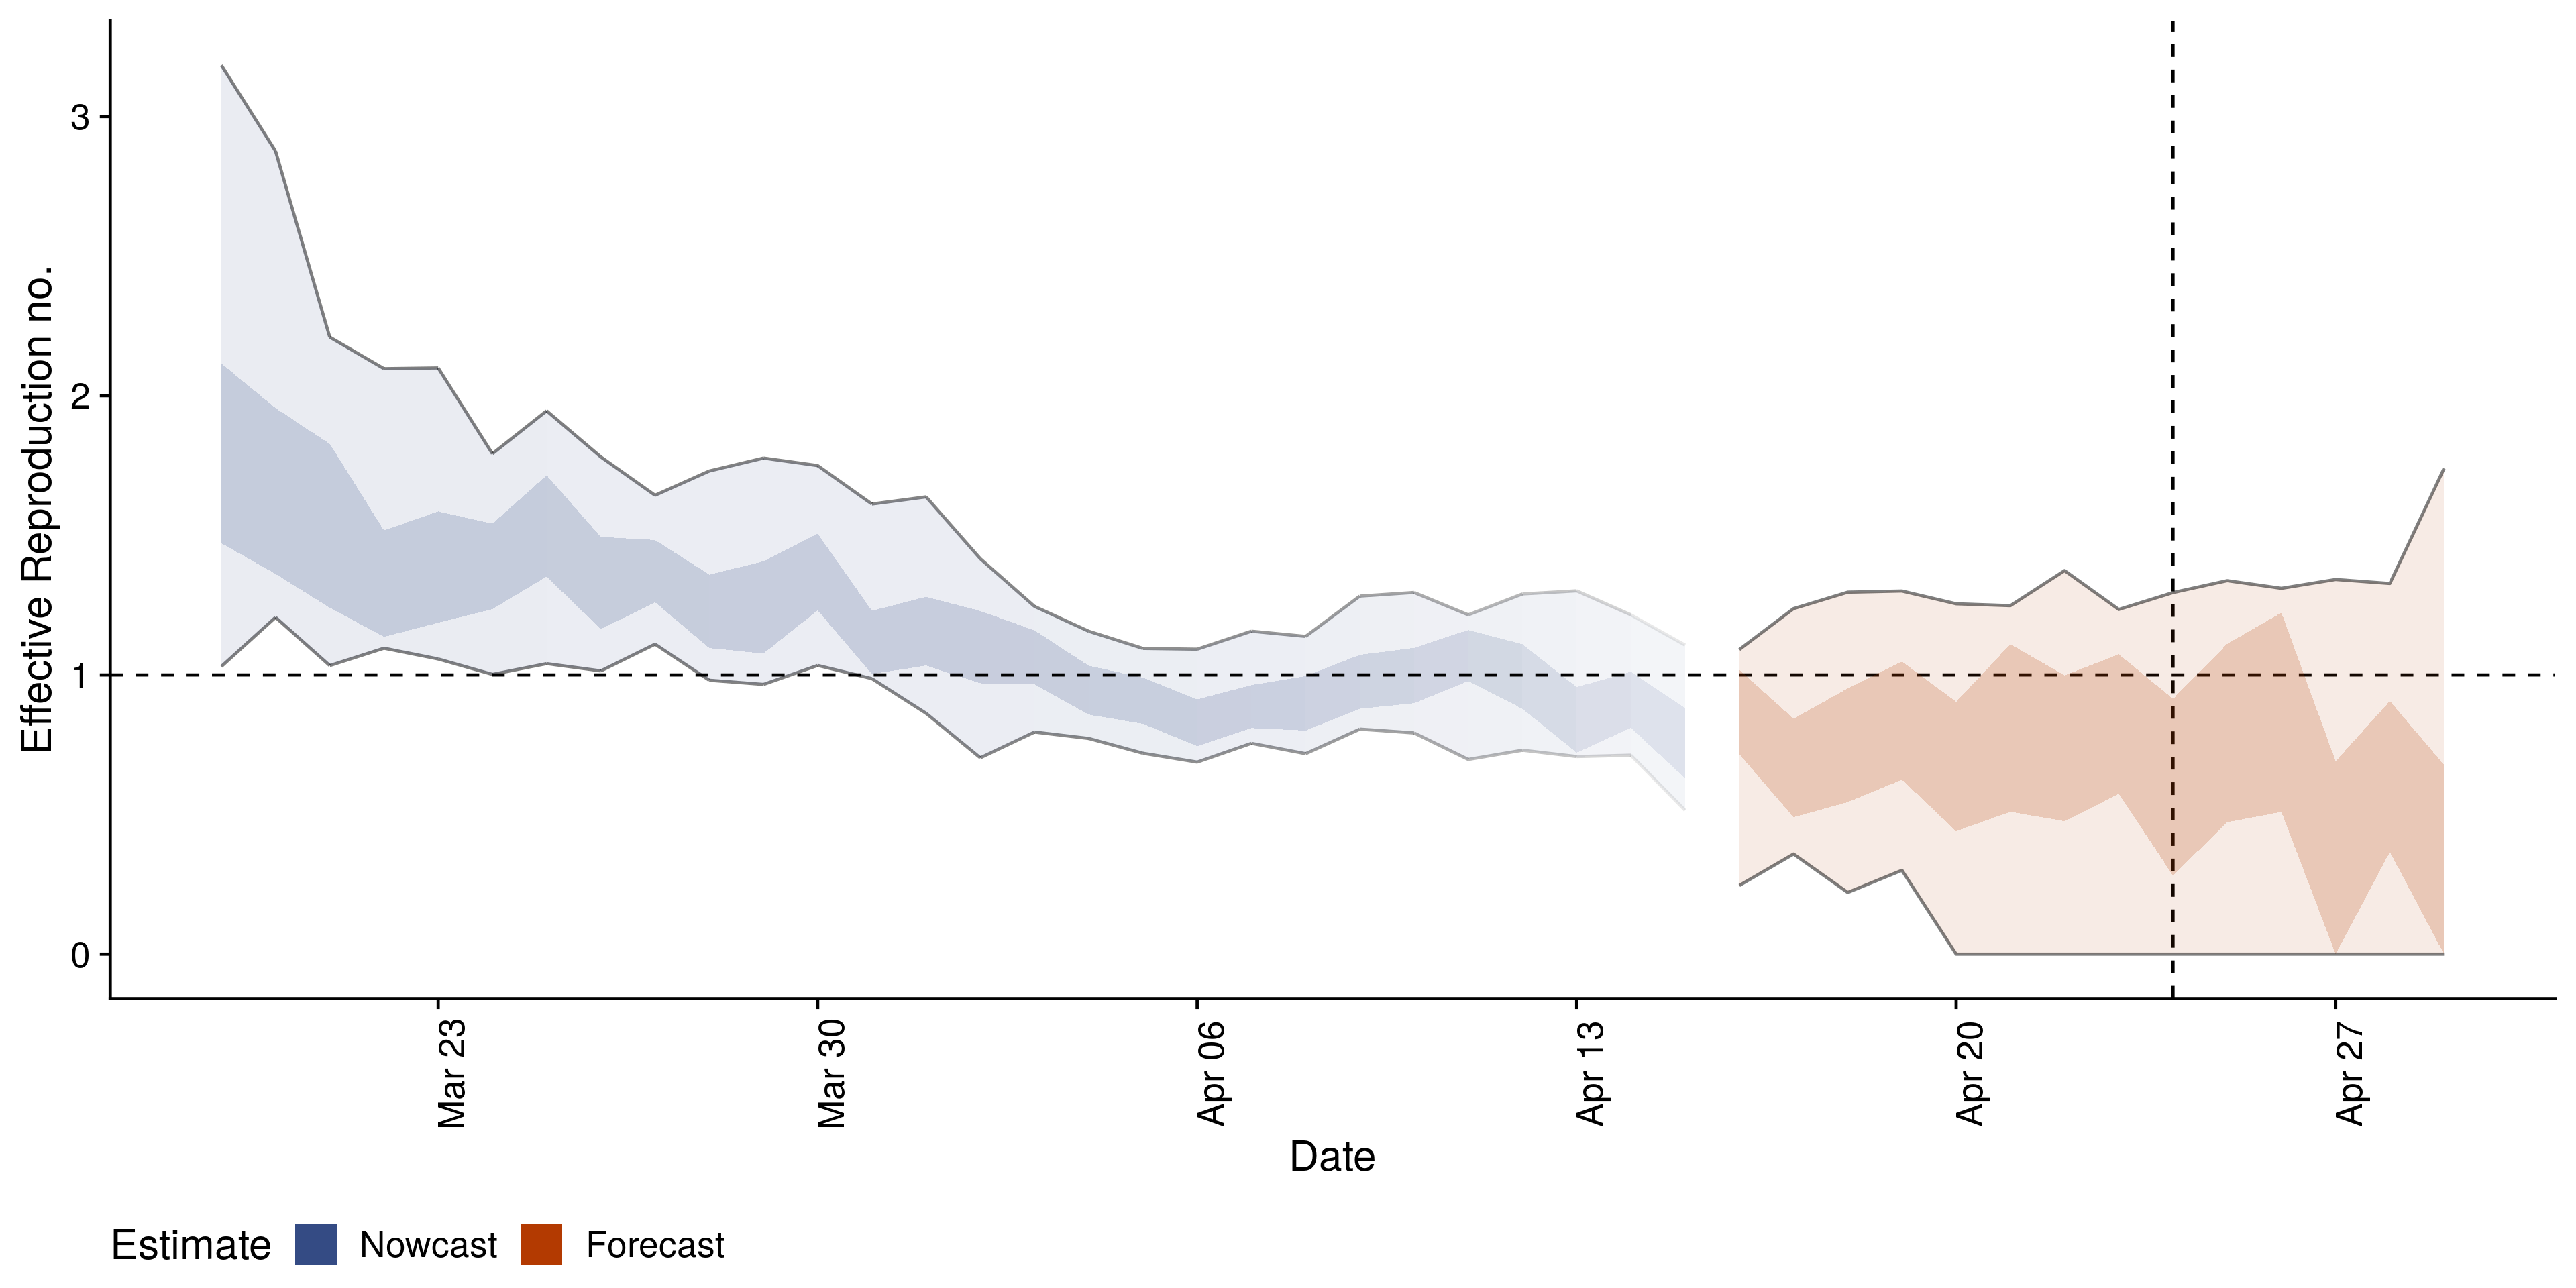 Effective Reproduction no.
3
2
1
0
Mar 23
Mar 30
Apr 06
Apr 13
Apr 20
Apr 27
Date
Estimate Nowcast Forecast